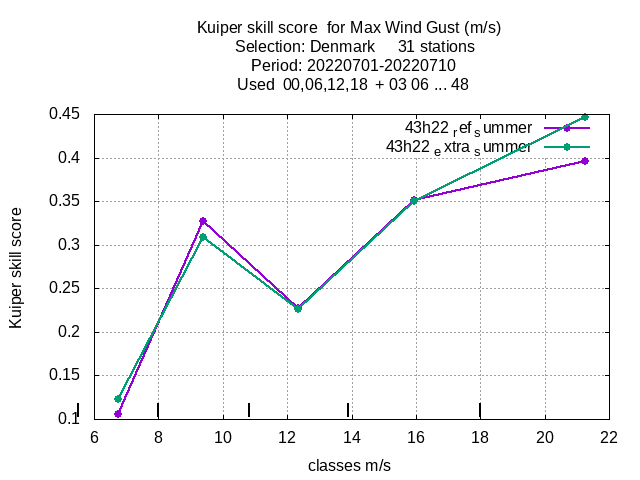 Kuiper skill score for Max Wind Gust (m/s)
Selection: Denmark 31 stations
Period: 20220701-20220710
Used 00,06,12,18 + 03 06 ... 48
43h22 ref summer
43h22 extra summer
0.45
0.4
0.35
0.3
0.25
0.2
0.15
0.1
Kuiper skill score
6 8 10 12 14 16 18 20 22
classes m/s